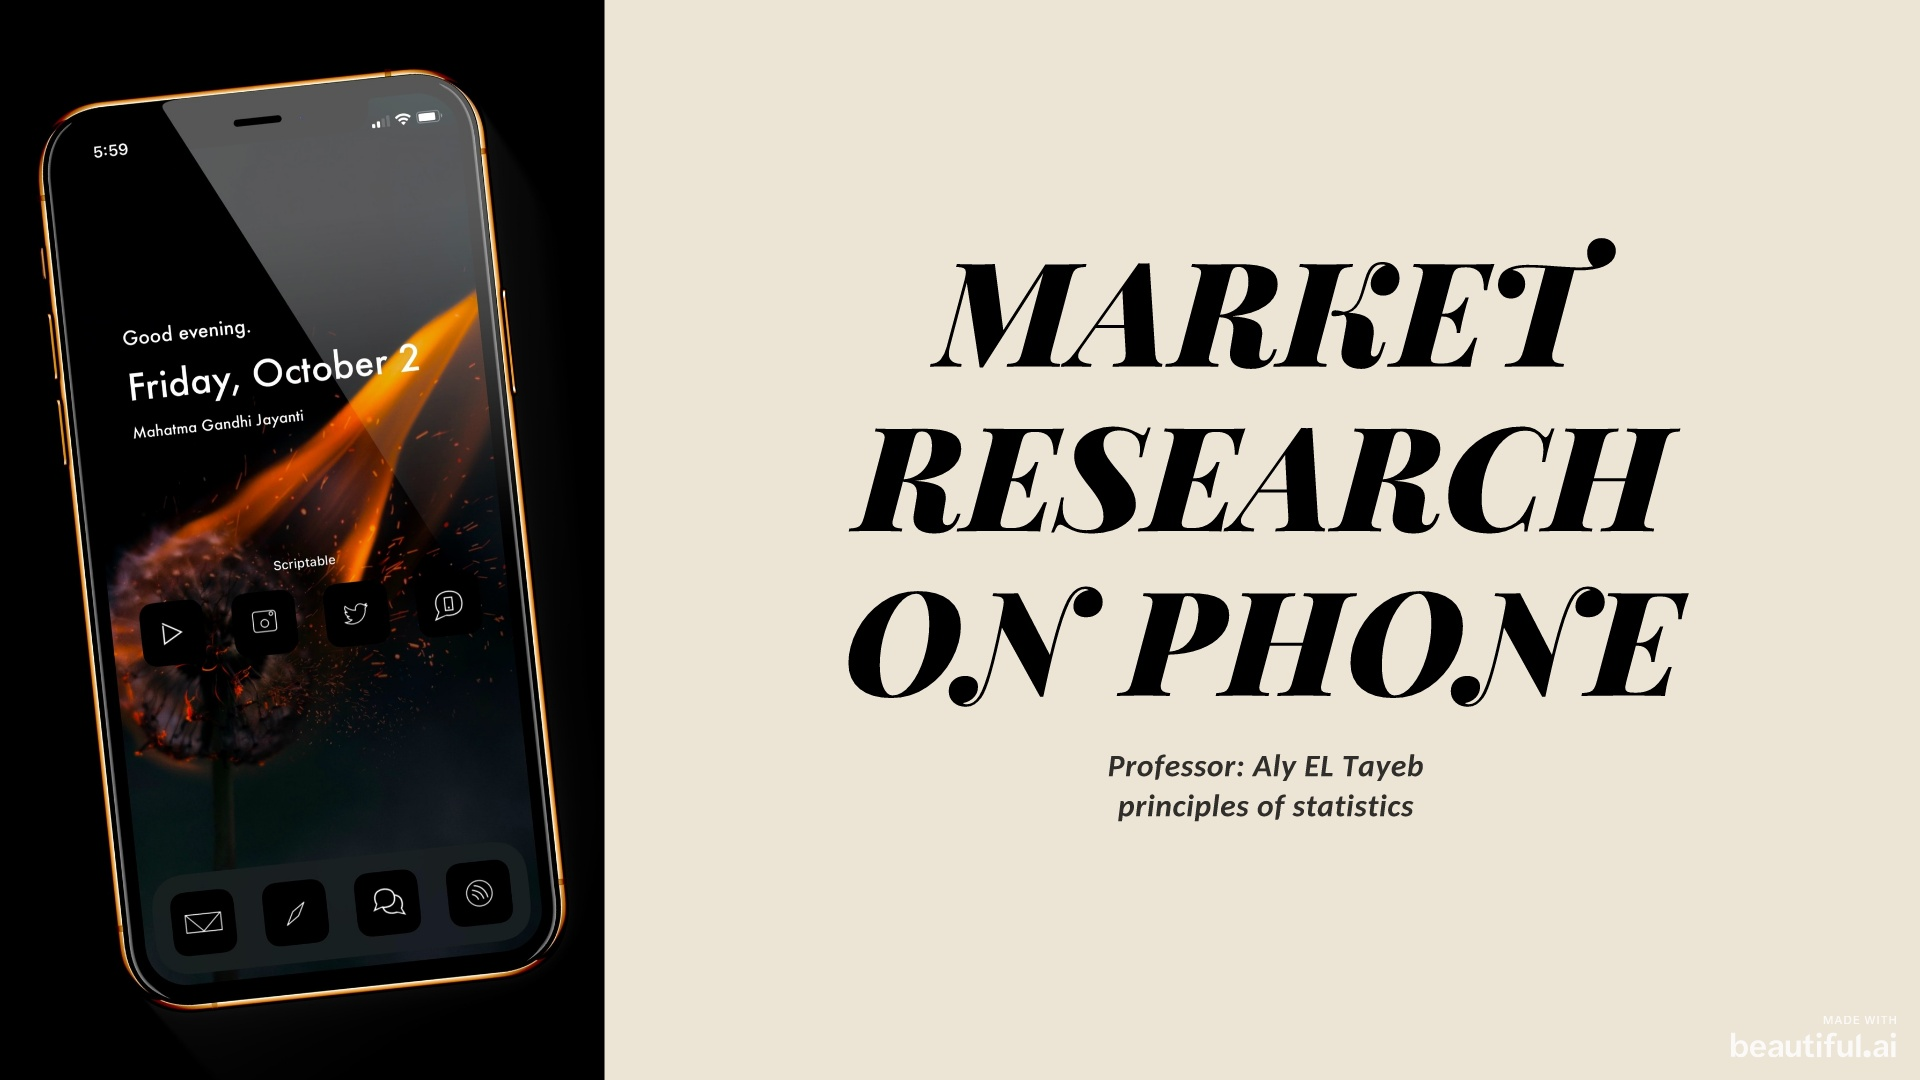 5:59
Good evening.
Friday, October 2
Mahatma Gandhi Jayanti
Scriptable
MARKET
RESEARCH
ON PHONE
Professor: Aly EL Tayeb
principles of statistics
MADE WITH
beautiful.ai